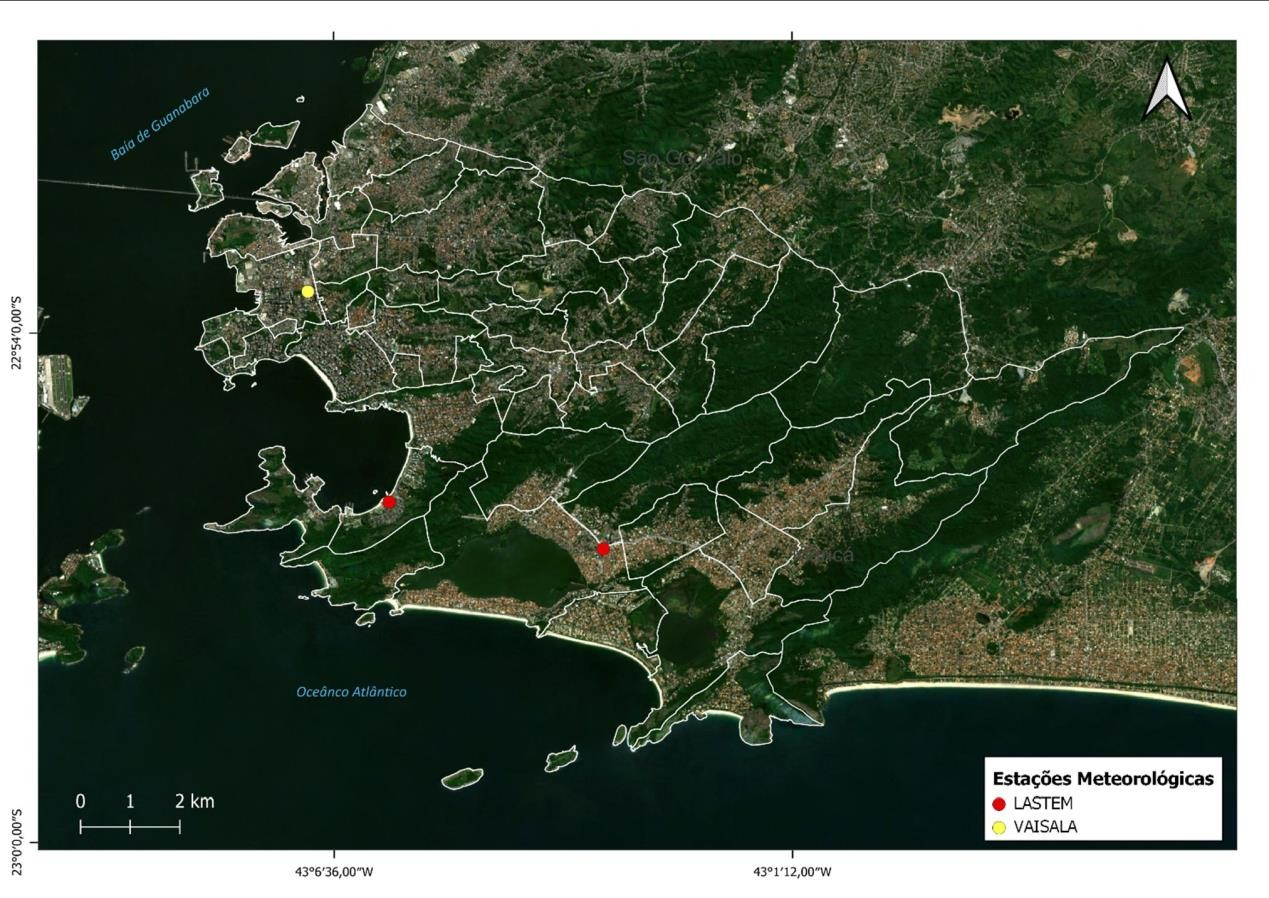 Baía de Guanabara
São Gonçalo
22°54'0,00"S
Maricá
Oceânco Atlântico
Estações Meteorológicas
LASTEM
VAISALA
0 1 2 km
23°0'0,00"S
43°6'36,00"W 43°1'12,00"W